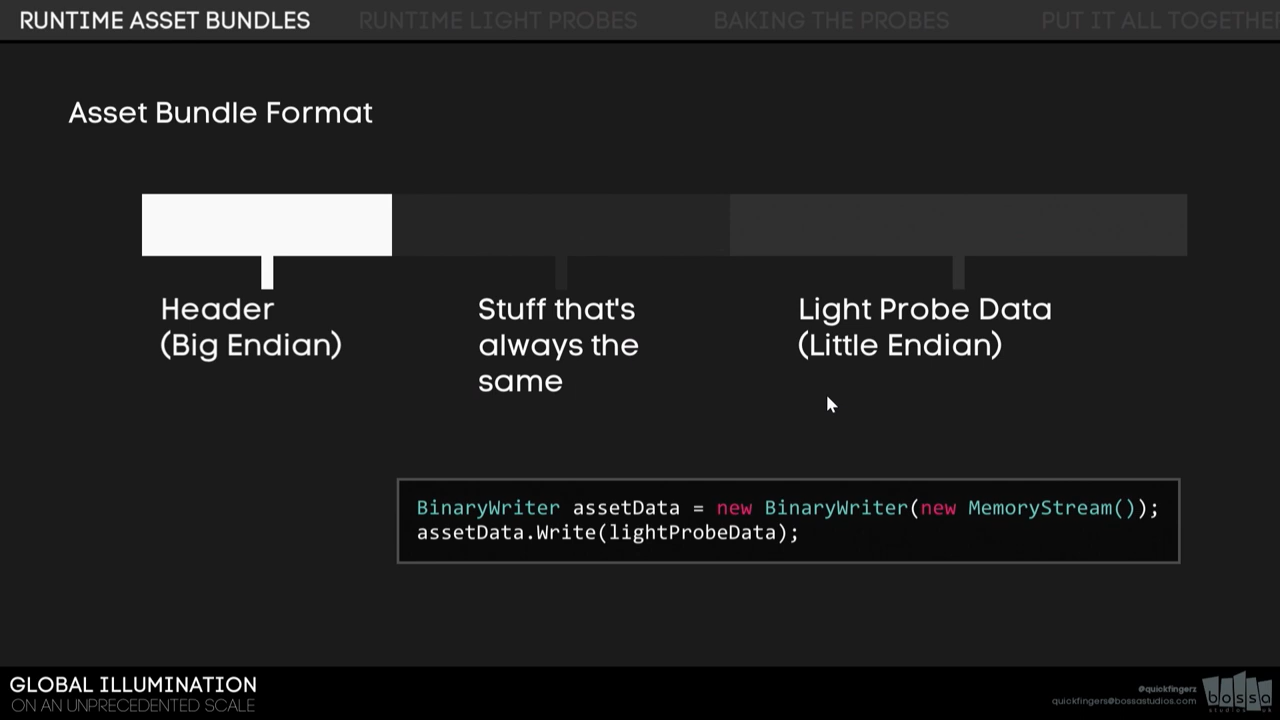 RUNTIME ASSET BUNDLES RUNTIME LIGHT PROBES BAKING THE PROBES PUT IT ALL TOGETHER
Asset Bundle Format
Header
(Big Endian)
Stuff that's
always the
same
Light Probe Data
(Little Endian)
BinaryWriter assetData = new BinaryWriter(new MemoryStream());
assetData.Write(lightProbeData);
GLOBAL ILLUMINATION
ON AN UNPRECEDENTED SCALE
@quickfingerz
quickfingers@bossastudios.com
bossa
studios uk